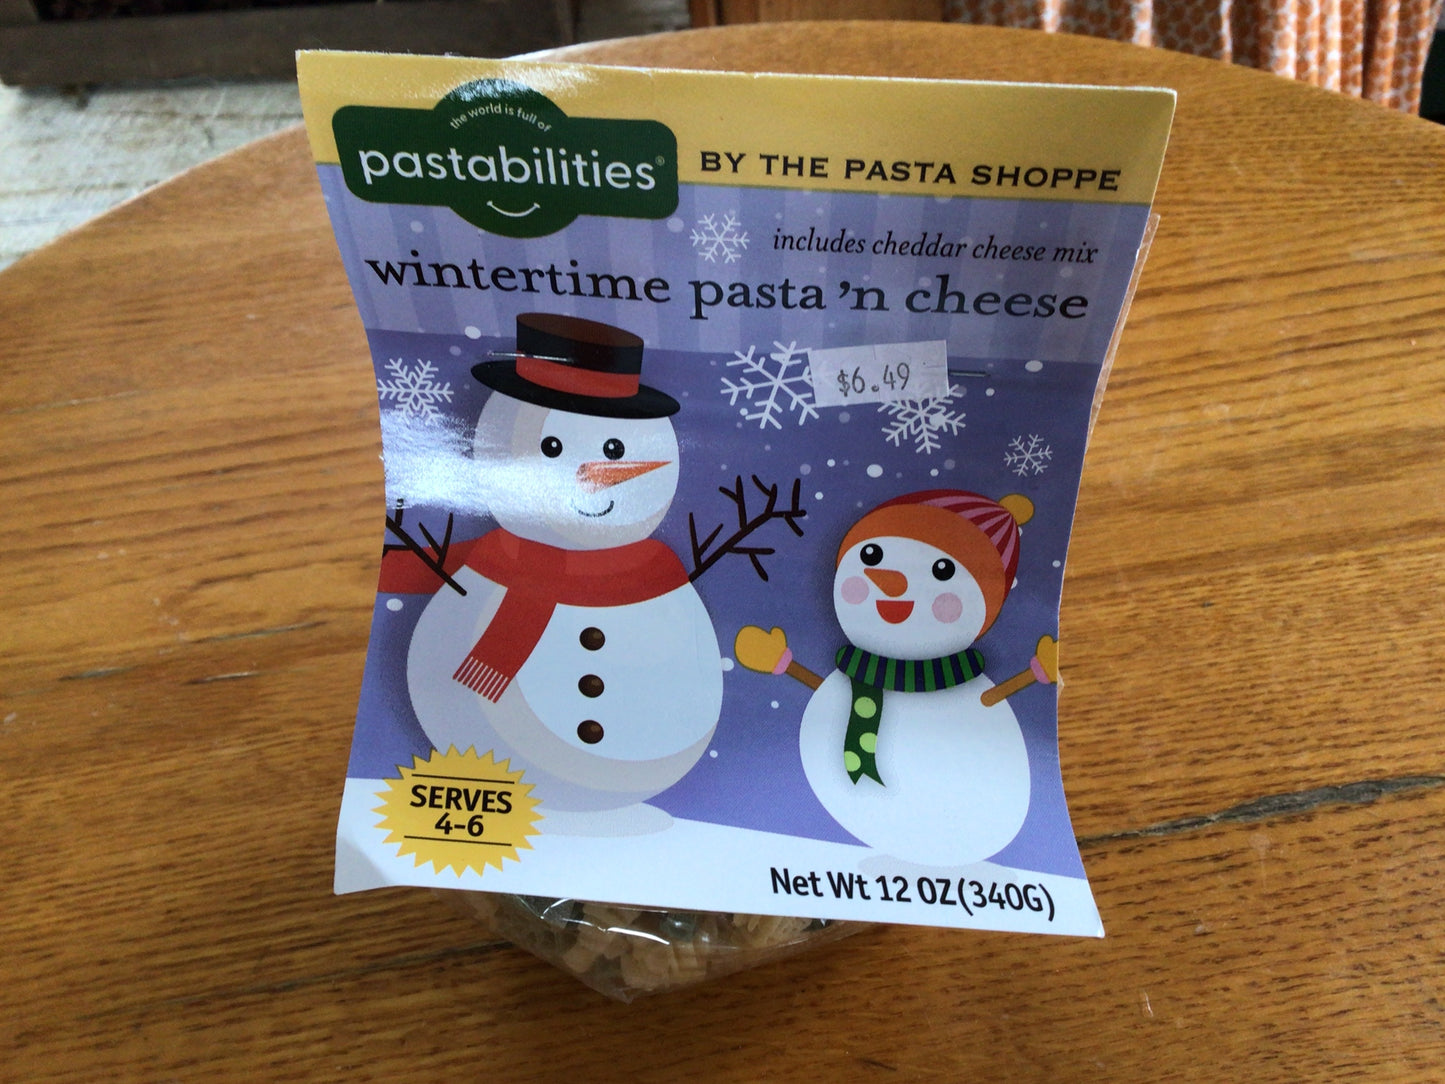 the world is full of
pastabilities®
BY THE PASTA SHOPPE
includes cheddar cheese mix
wintertime pasta 'n cheese
$6.49
SERVES
4-6
Net Wt 12 OZ(340G)